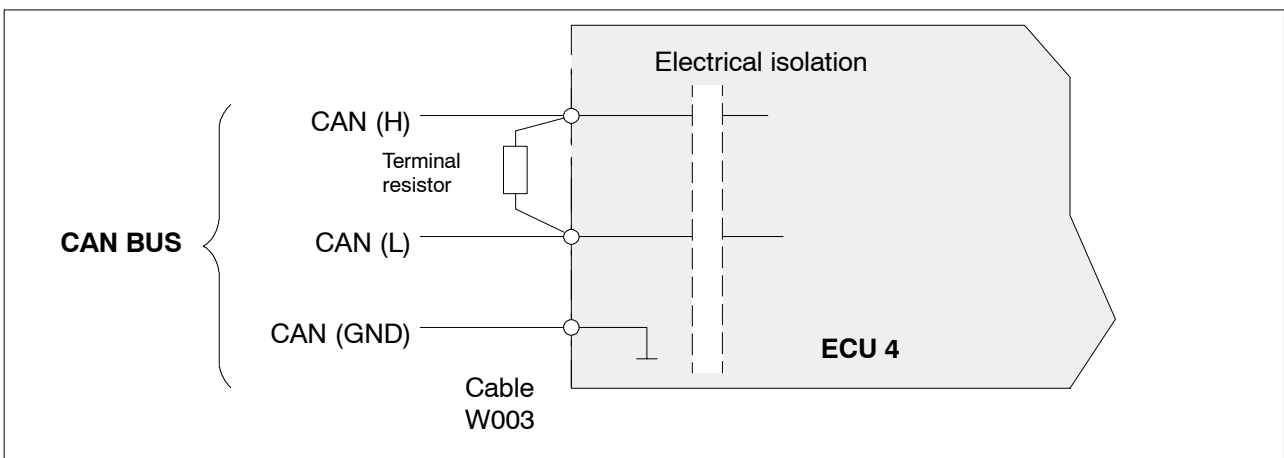 Electrical isolation
CAN (H)
Terminal
resistor
CAN BUS
CAN (L)
CAN (GND)
ECU 4
Cable
W003